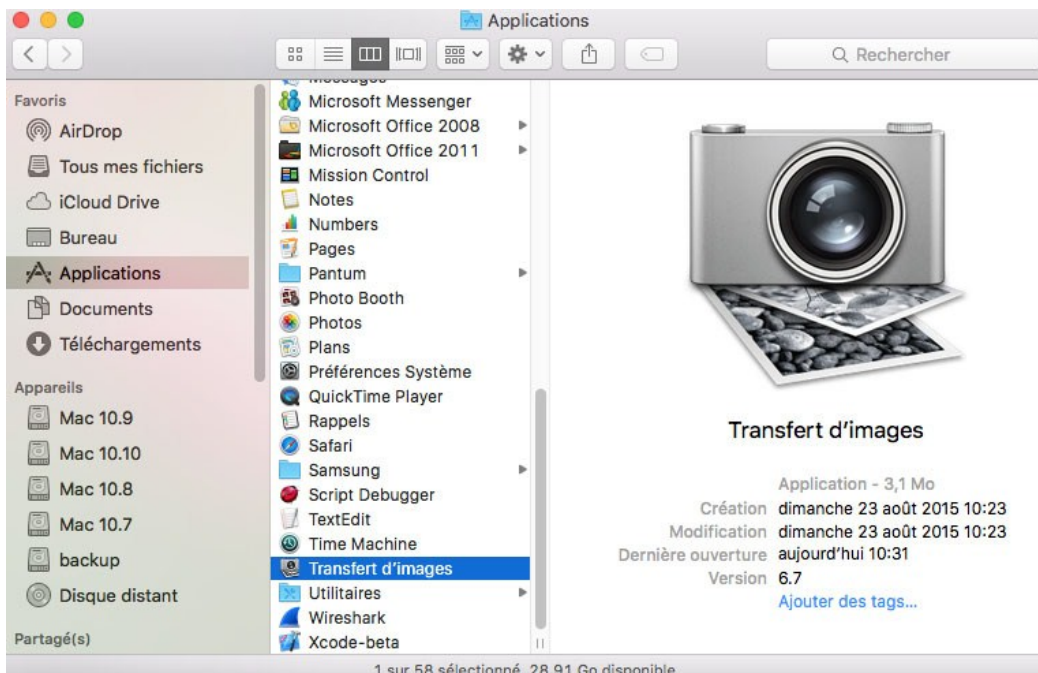 Applications
Rechercher
Favoris
AirDrop
Tous mes fichiers
iCloud Drive
Bureau
Applications
Documents
Téléchargements
Appareils
Mac 10.9
Mac 10.10
Mac 10.8
Mac 10.7
backup
Disque distant
Partagé(s)
Messages
Microsoft Messenger
Microsoft Office 2008
Microsoft Office 2011
Mission Control
Notes
Numbers
Pages
Pantum
Photo Booth
Photos
Plans
Préférences Système
QuickTime Player
Rappels
Safari
Samsung
Script Debugger
TextEdit
Time Machine
Transfert d'images
Utilitaires
Wireshark
Xcode-beta
Transfert d'images
Application - 3,1 Mo
Création dimanche 23 août 2015 10:23
Modification dimanche 23 août 2015 10:23
Dernière ouverture aujourd'hui 10:31
Version 6.7
Ajouter des tags...
1 sur 58 sélectionné, 28,91 Go disponible